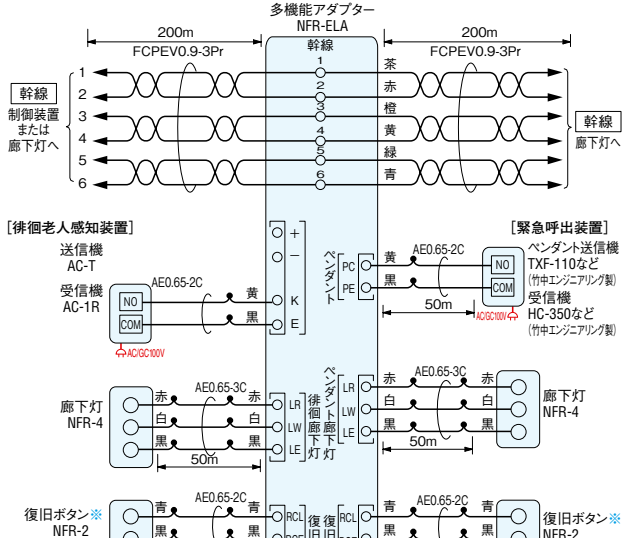 多機能アダプター
NFR-ELA
200m
200m
FCPEV0.9-3Pr
幹線
FCPEV0.9-3Pr
1
1
茶
幹線
2
2
赤
制御装置
または
廊下灯へ
3
3
橙
幹線
廊下灯へ
4
4
黄
5
5
緑
6
6
青
[徘徊老人感知装置]
[緊急呼出装置]
送信機
AC-T
受信機
AC-1R
NO
COM
AC/GC100V
AE0.65-2C
黄
黒
+
−
K
E
ペンダント
PC
PE
黄
黒
AE0.65-2C
50m
NO
COM
AC/GC100V
ペンダント送信機
TXF-110など
(竹中エンジニアリング製)
受信機
HC-350など
(竹中エンジニアリング製)
廊下灯
NFR-4
AE0.65-3C
赤
赤
白
白
黒
黒
50m
LR
LW
LE
徘徊廊下灯
ペンダント廊下灯
LR
LW
LE
AE0.65-3C
赤
赤
白
白
黒
黒
50m
廊下灯
NFR-4
復旧ボタン※
NFR-2
AE0.65-2C
青
青
黒
黒
RCL
復旧
復旧
RCL
AE0.65-2C
青
青
黒
黒
復旧ボタン※
NFR-2